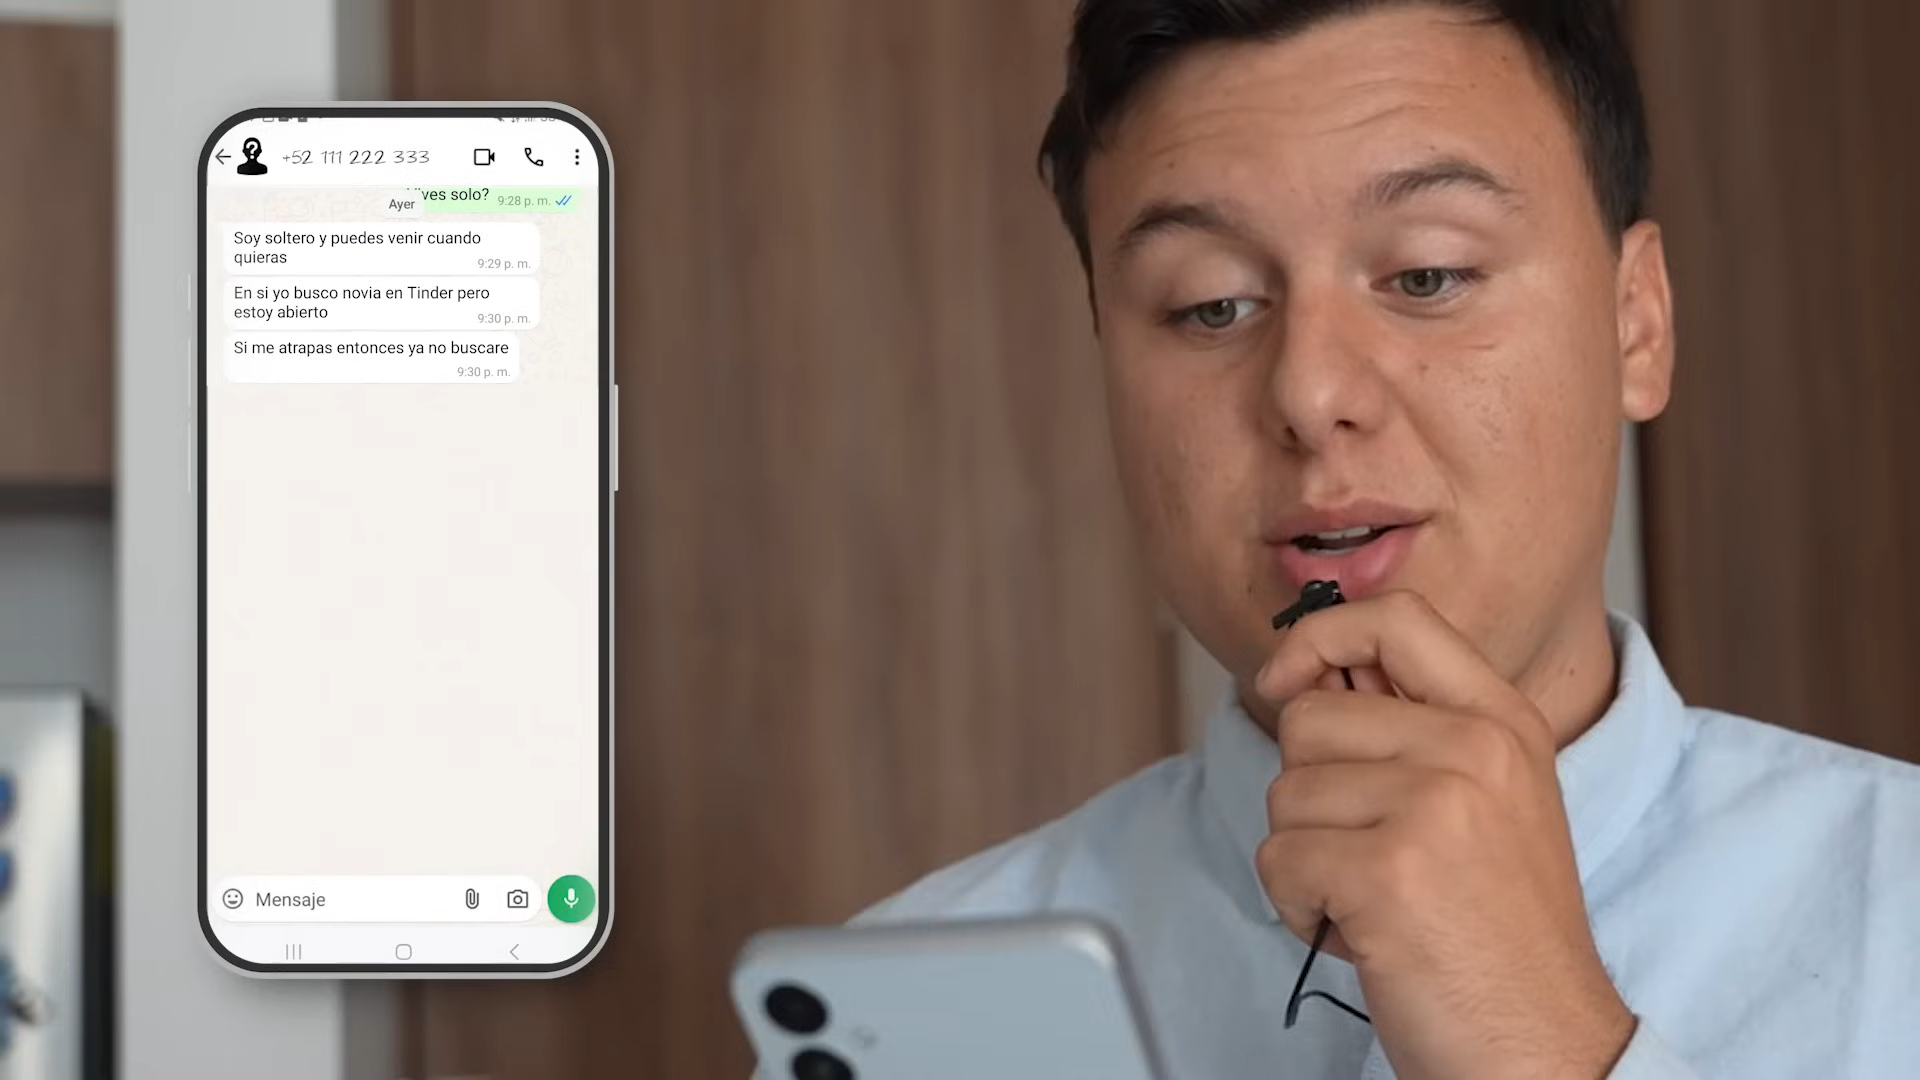 +52 111 222 333
ves solo?
9:28 p. m.
Ayer
Soy soltero y puedes venir cuando
quieras
9:29 p. m.
En si yo busco novia en Tinder pero
estoy abierto
9:30 p. m.
Si me atrapas entonces ya no buscare
9:30 p. m.
Mensaje